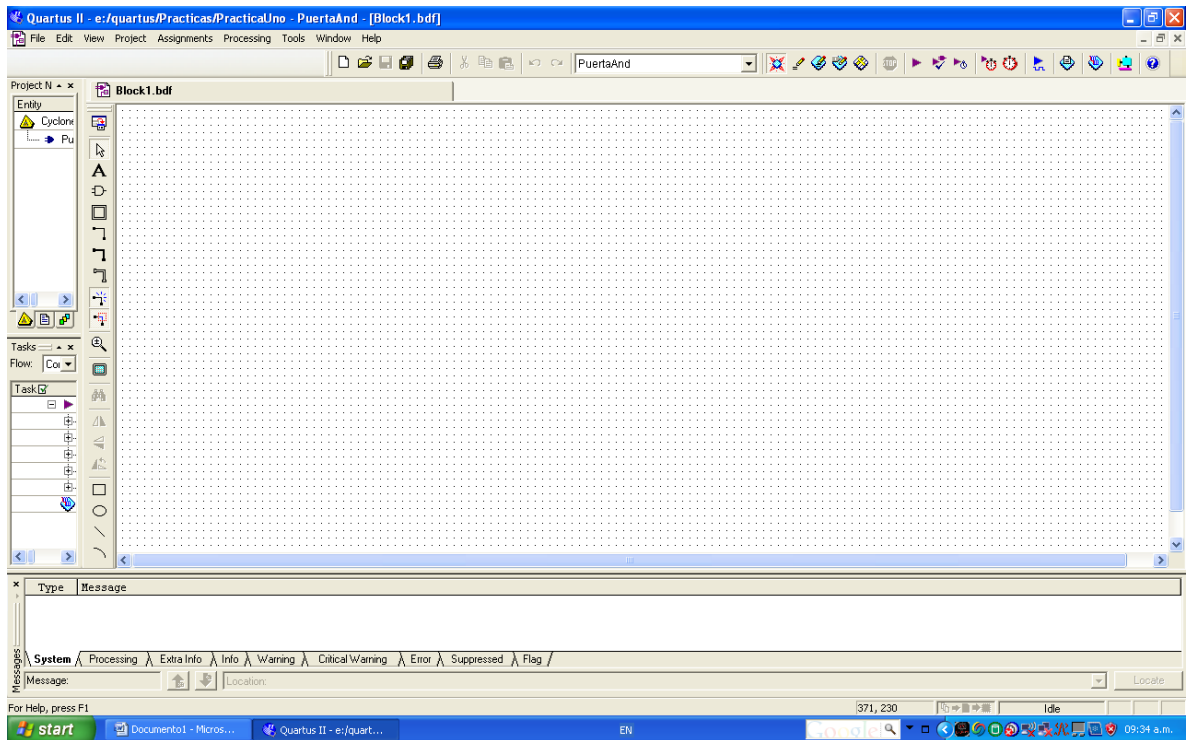 Quartus II - e:/quartus/Practicas/PracticaUno - PuertaAnd - [Block1.bdf]
File Edit View Project Assignments Processing Tools Window Help
PuertaAnd
Project N
Block1.bdf
Entity
Cyclone
Pu
A
Tasks
Flow: Co
Task
Type Message
System Processing Extra Info Info Warning Critical Warning Error Suppressed Flag
Messages
Message: Location: Locate
For Help, press F1 371, 230 Idle
start Documento1 - Micros... Quartus II - e:/quart... EN Google 09:34 a.m.